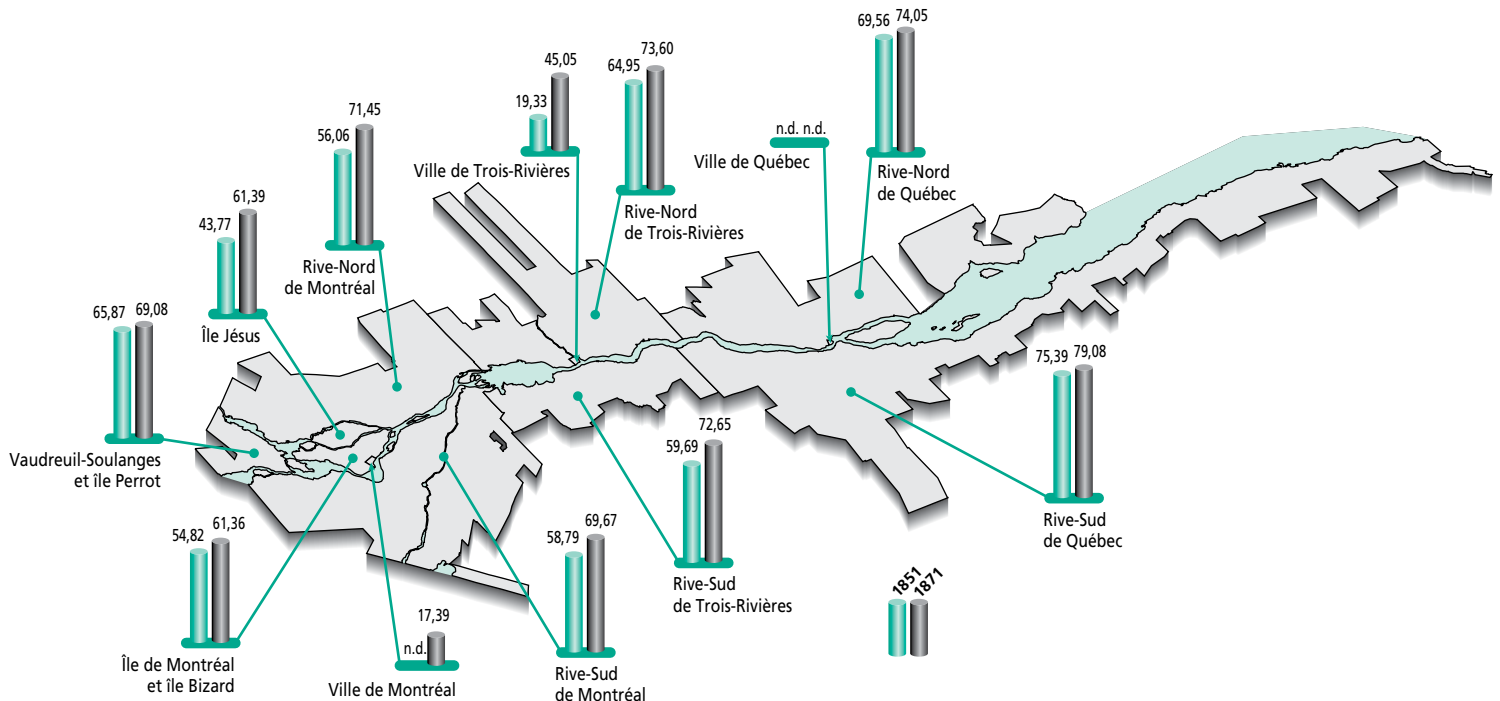 69,56 74,05
Rive-Nord
de Québec
n.d. n.d.
Ville de Québec
64,95 73,60
Rive-Nord
de Trois-Rivières
19,33 45,05
Ville de Trois-Rivières
56,06 71,45
Rive-Nord
de Montréal
43,77 61,39
Île Jésus
65,87 69,08
Vaudreuil-Soulanges
et île Perrot
54,82 61,36
Île de Montréal
et île Bizard
n.d. 17,39
Ville de Montréal
58,79 69,67
Rive-Sud
de Montréal
59,69 72,65
Rive-Sud
de Trois-Rivières
75,39 79,08
Rive-Sud
de Québec
1851
1871